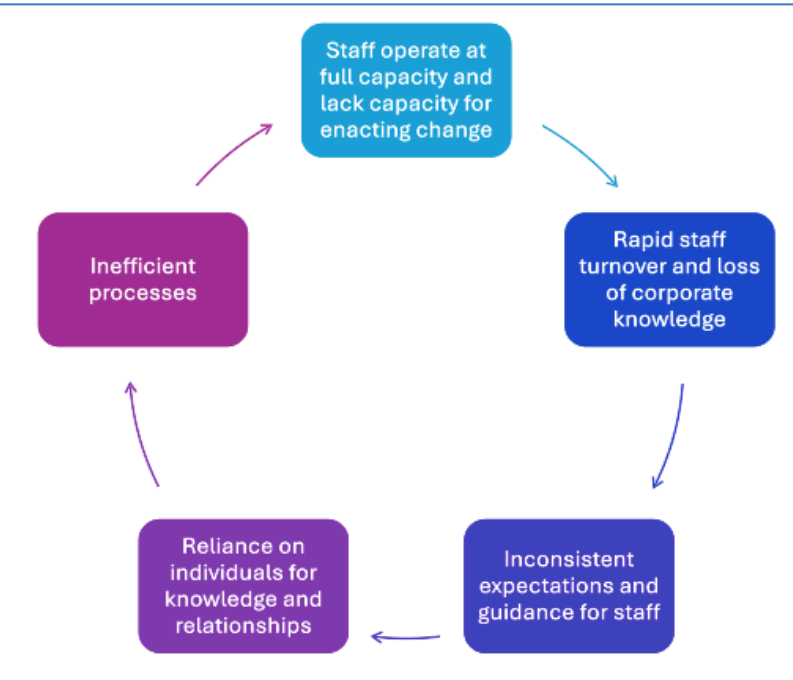 Staff operate at
full capacity and
lack capacity for
enacting change
Rapid staff
turnover and loss
of corporate
knowledge
Inconsistent
expectations and
guidance for staff
Reliance on
individuals for
knowledge and
relationships
Inefficient
processes